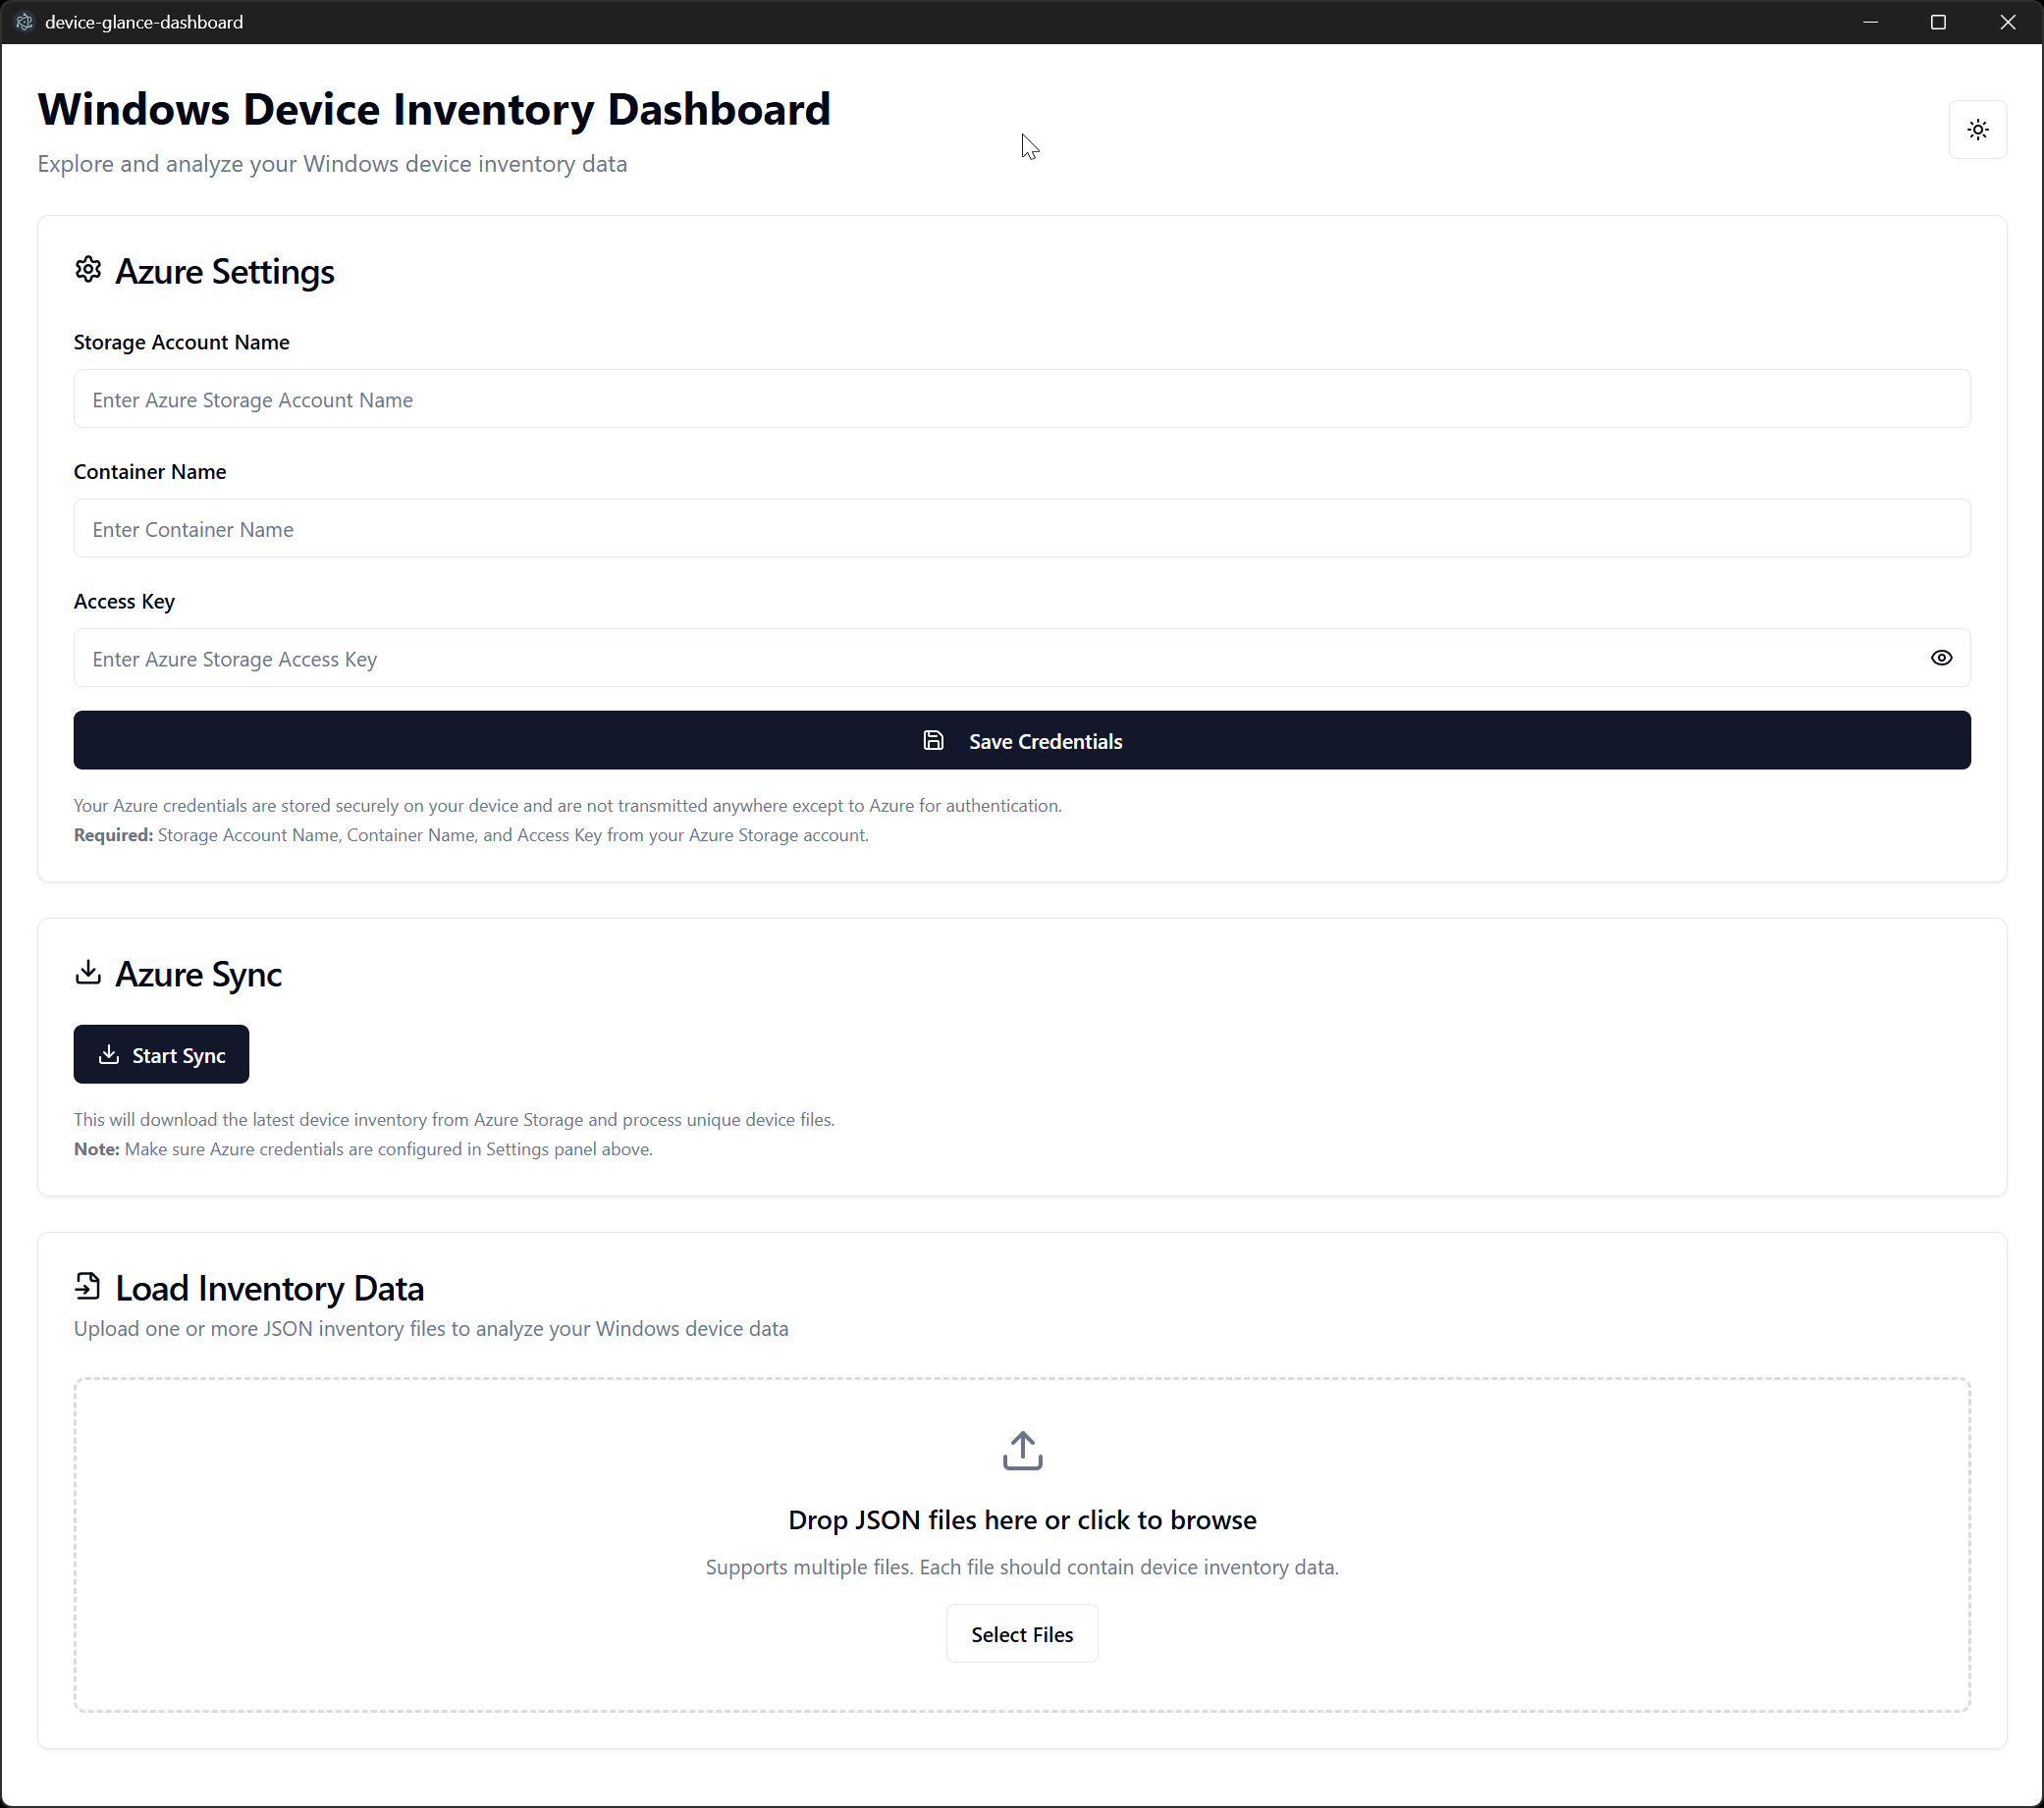 device-glance-dashboard
Windows Device Inventory Dashboard
Explore and analyze your Windows device inventory data
Azure Settings
Storage Account Name
Enter Azure Storage Account Name
Container Name
Enter Container Name
Access Key
Enter Azure Storage Access Key
Save Credentials
Your Azure credentials are stored securely on your device and are not transmitted anywhere except to Azure for authentication.
Required: Storage Account Name, Container Name, and Access Key from your Azure Storage account.
Azure Sync
Start Sync
This will download the latest device inventory from Azure Storage and process unique device files.
Note: Make sure Azure credentials are configured in Settings panel above.
Load Inventory Data
Upload one or more JSON inventory files to analyze your Windows device data
Drop JSON files here or click to browse
Supports multiple files. Each file should contain device inventory data.
Select Files